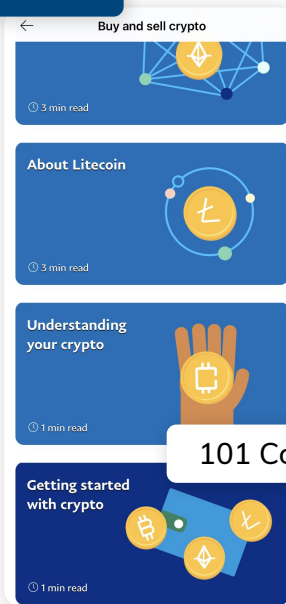 Buy and sell crypto
3 min read
About Litecoin
3 min read
Understanding
your crypto
1 min read
101 Co
Getting started
with crypto
1 min read